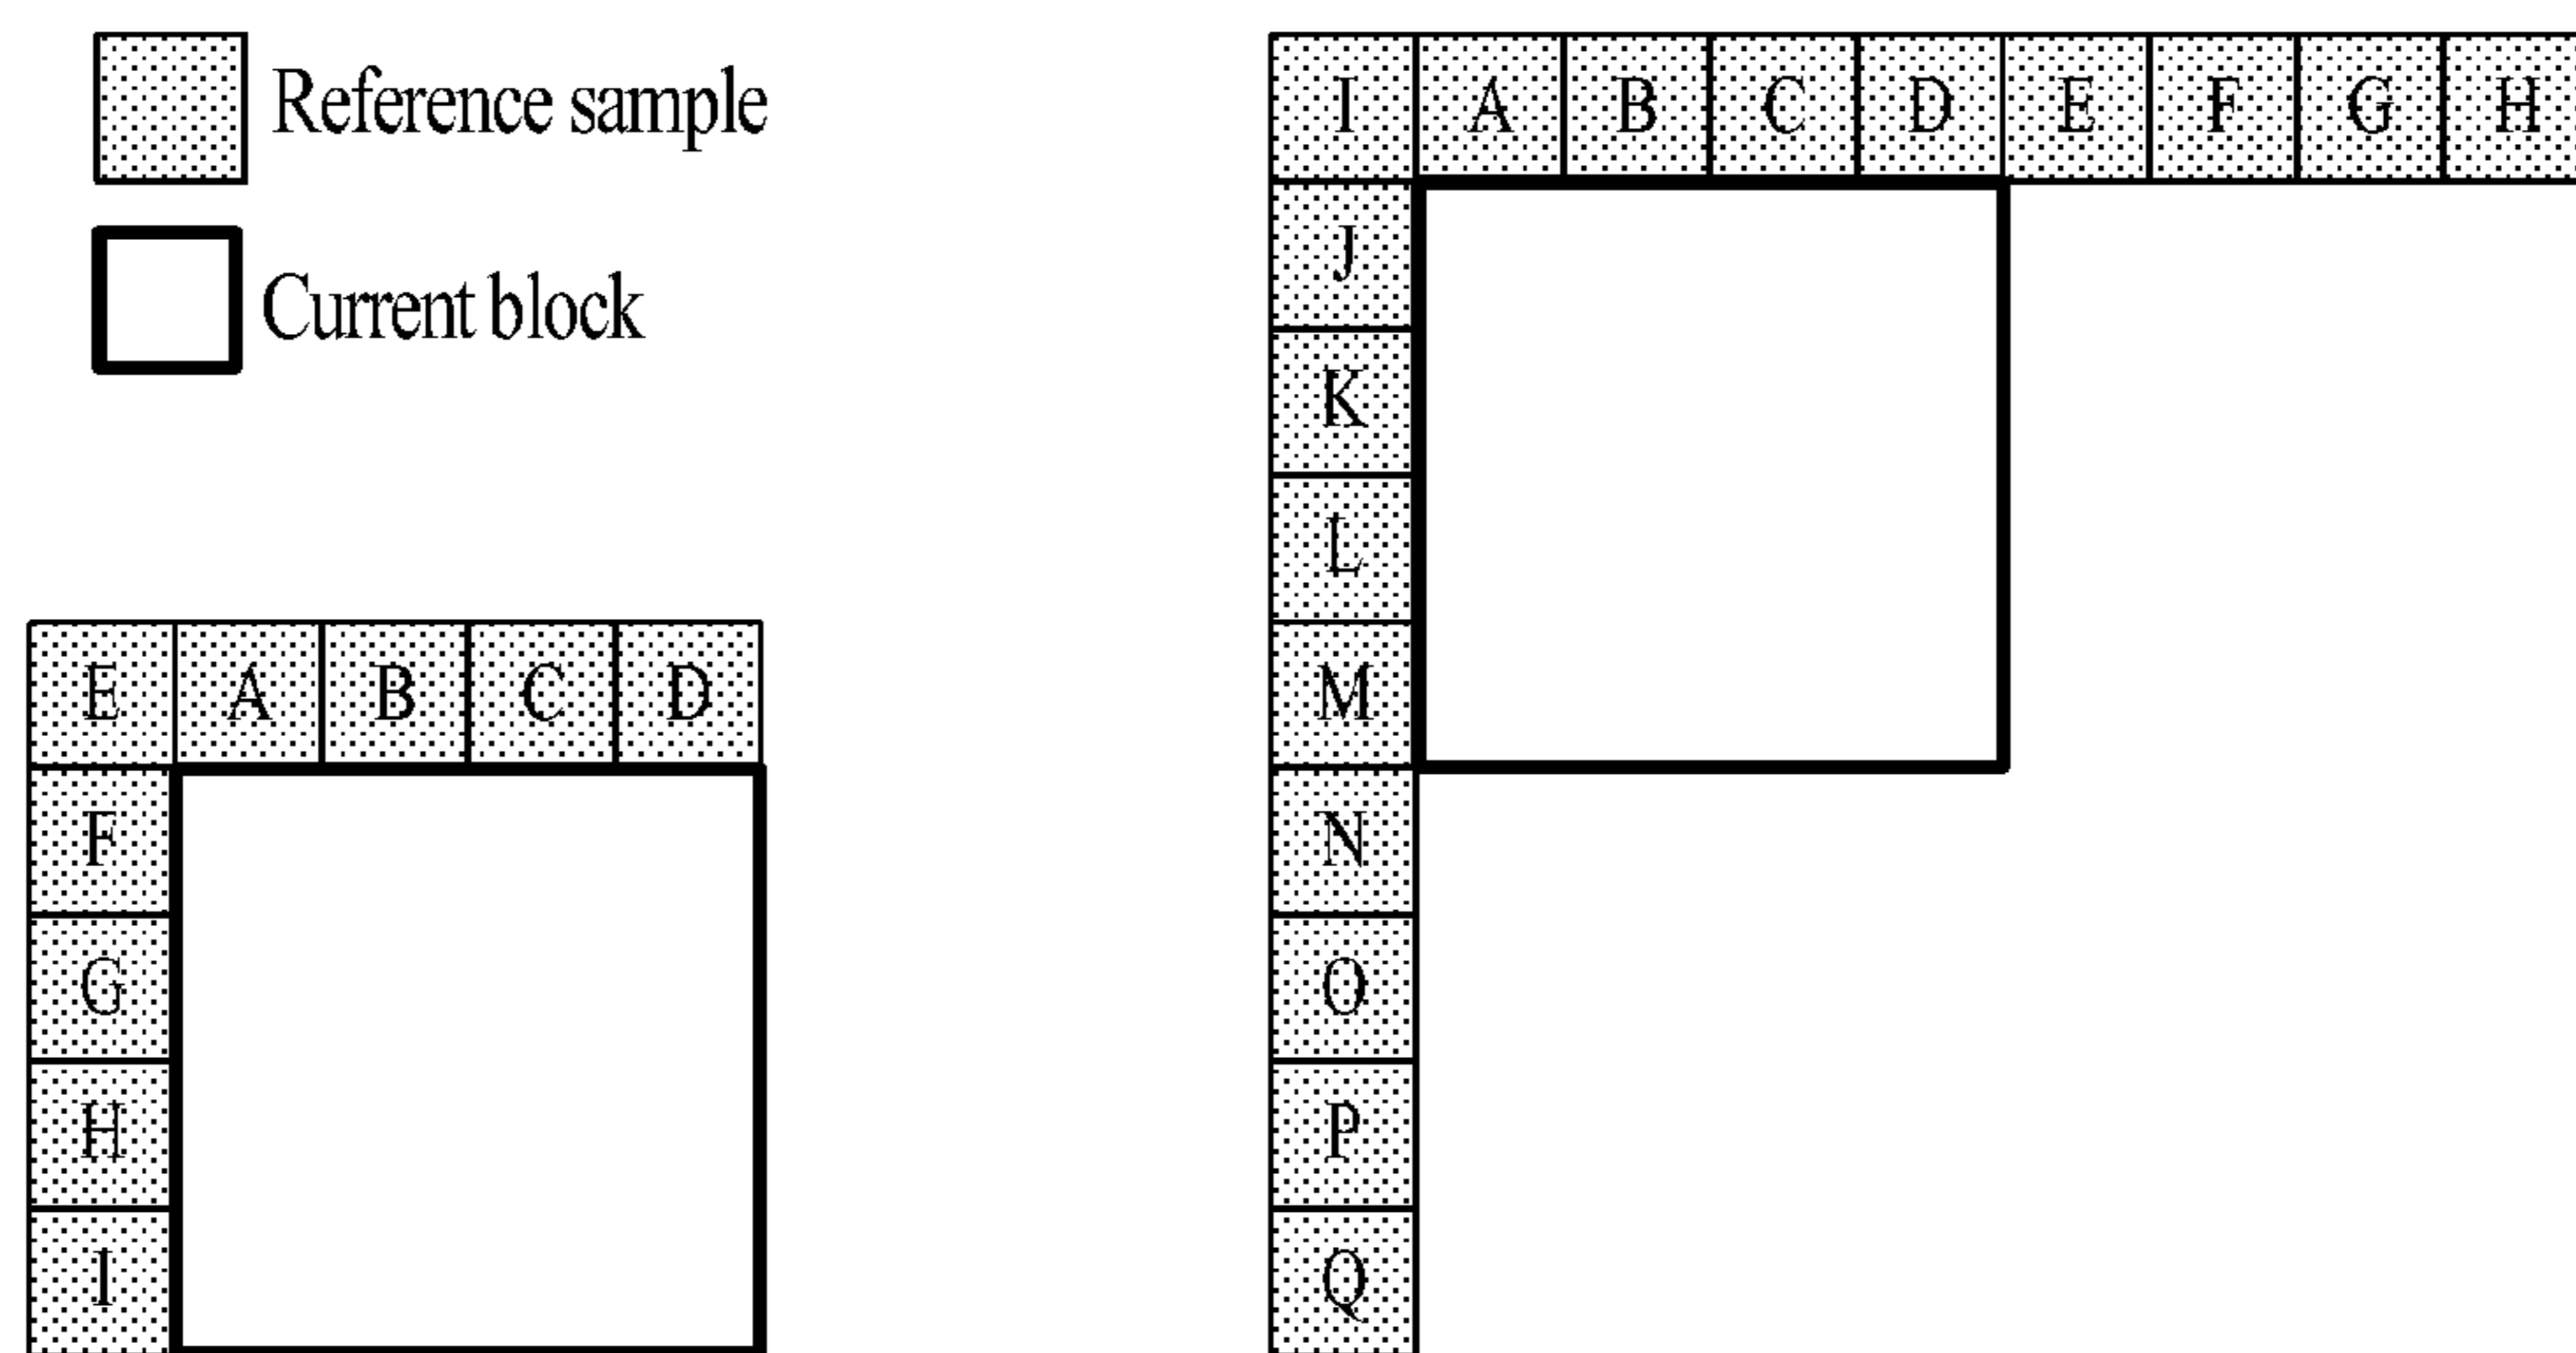 Reference sample
Current block
E A B C D
F
G
H
I
I A B C D E F G H
J
K
L
M
N
O
P
Q